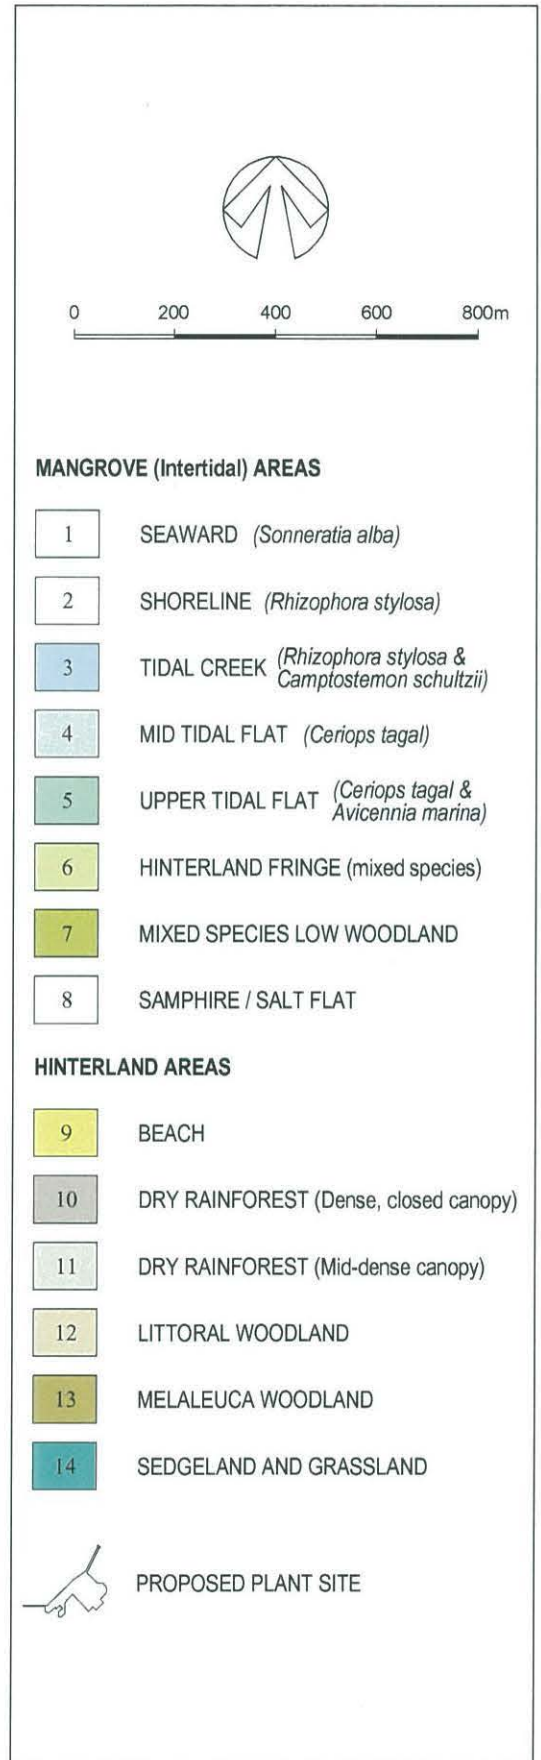 0 200 400 600 800m
MANGROVE (Intertidal) AREAS
1 SEAWARD (Sonneratia alba)
2 SHORELINE (Rhizophora stylosa)
3 TIDAL CREEK (Rhizophora stylosa &
Camptostemon schultzii)
4 MID TIDAL FLAT (Ceriops tagal)
5 UPPER TIDAL FLAT (Ceriops tagal &
Avicennia marina)
6 HINTERLAND FRINGE (mixed species)
7 MIXED SPECIES LOW WOODLAND
8 SAMPHIRE / SALT FLAT
HINTERLAND AREAS
9 BEACH
10 DRY RAINFOREST (Dense, closed canopy)
11 DRY RAINFOREST (Mid-dense canopy)
12 LITTORAL WOODLAND
13 MELALEUCA WOODLAND
14 SEDGELAND AND GRASSLAND
PROPOSED PLANT SITE